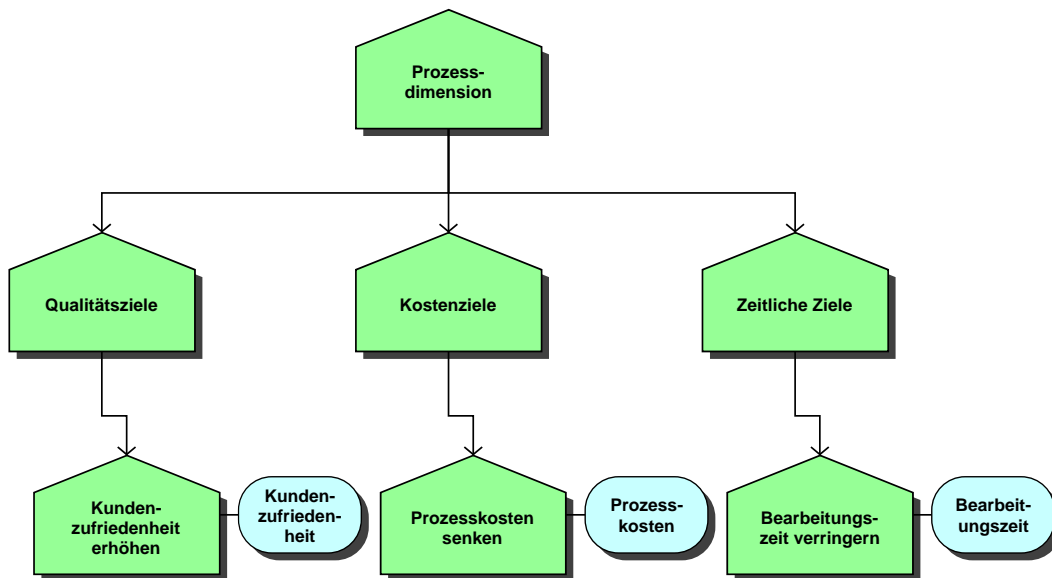 Prozess-
dimension
Qualitätsziele
Kostenziele
Zeitliche Ziele
Kunden-
zufriedenheit
erhöhen
Kunden-
zufrieden-
heit
Prozesskosten
senken
Prozess-
kosten
Bearbeitungs-
zeit verringern
Bearbeit-
ungszeit